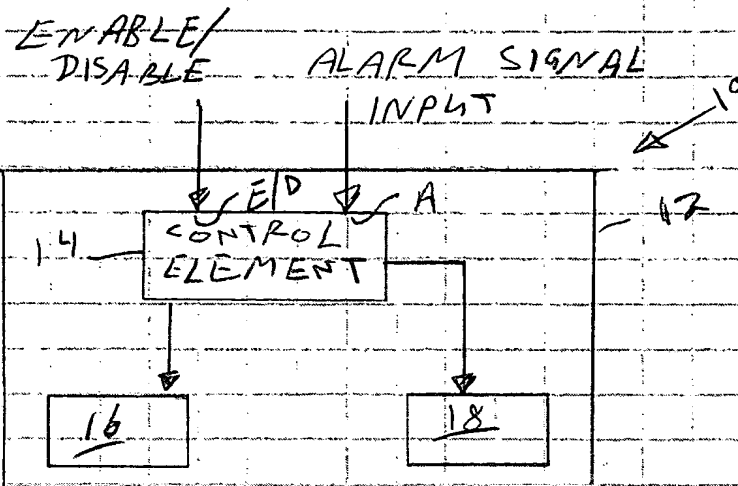 ENABLE/
DISABLE
ALARM SIGNAL
INPUT
10
E/D
A
12
14
CONTROL
ELEMENT
16
18